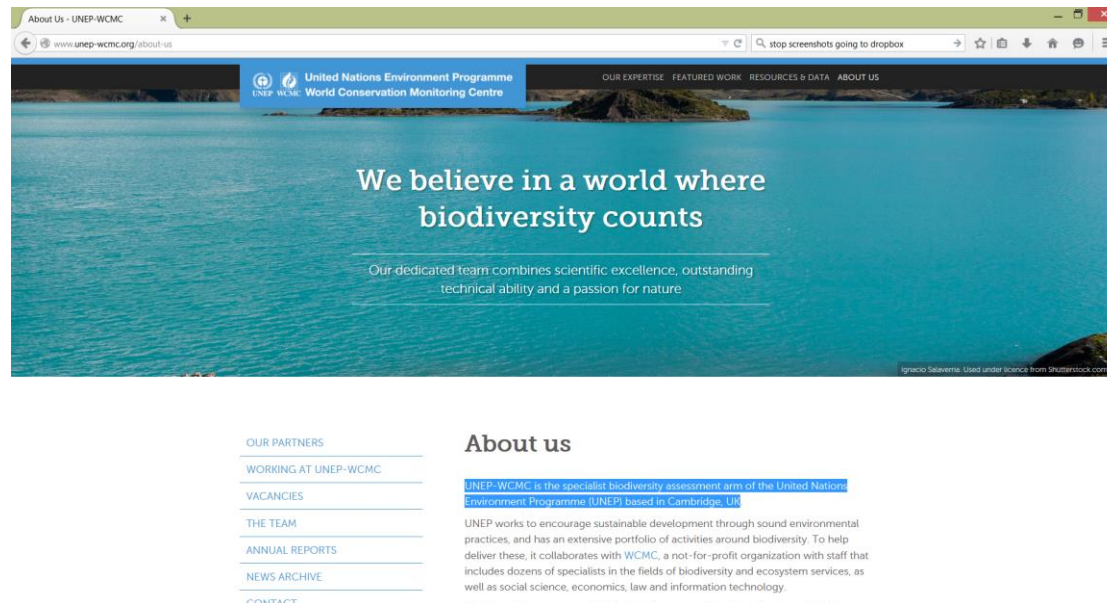 About Us - UNEP-WCMC × +
www.unep-wcmc.org/about-us
stop screenshots going to dropbox
United Nations Environment Programme
World Conservation Monitoring Centre
UNEP WCMC
OUR EXPERTISE FEATURED WORK RESOURCES & DATA ABOUT US
We believe in a world where
biodiversity counts
Our dedicated team combines scientific excellence, outstanding
technical ability and a passion for nature
Ignacio Salaverria. Used under licence from Shutterstock.com
OUR PARTNERS
WORKING AT UNEP-WCMC
VACANCIES
THE TEAM
ANNUAL REPORTS
NEWS ARCHIVE
CONTACT
About us
UNEP-WCMC is the specialist biodiversity assessment arm of the United Nations
Environment Programme (UNEP) based in Cambridge, UK
UNEP works to encourage sustainable development through sound environmental
practices, and has an extensive portfolio of activities around biodiversity. To help
deliver these, it collaborates with WCMC, a not-for-profit organization with staff that
includes dozens of specialists in the fields of biodiversity and ecosystem services, as
well as social science, economics, law and information technology.